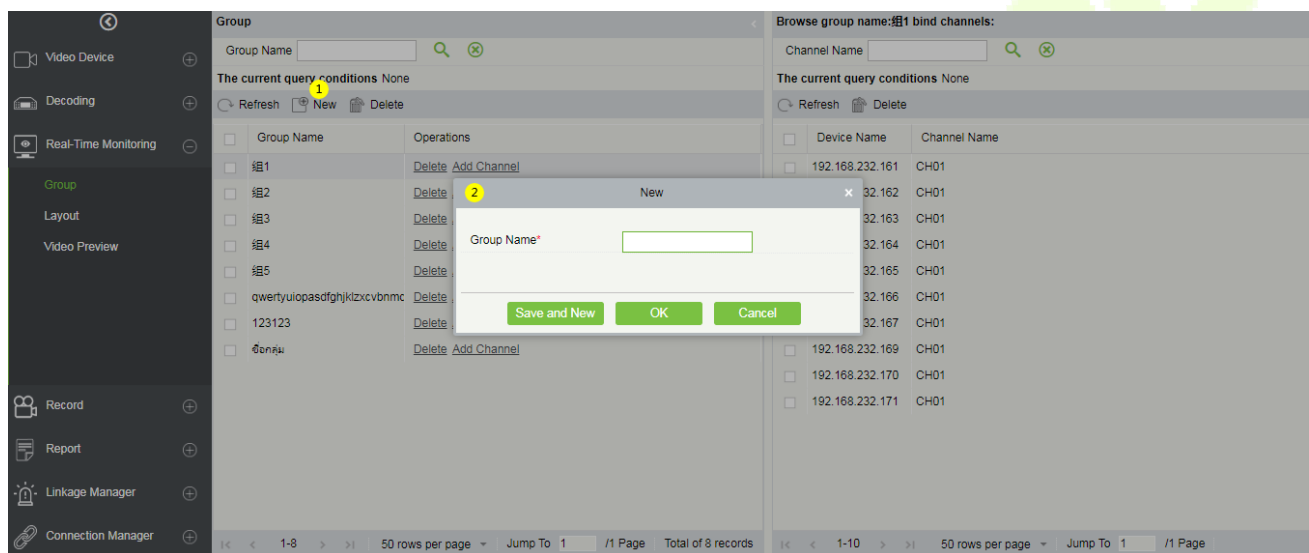 Video Device
Decoding
Real-Time Monitoring
Group
Layout
Video Preview
Record
Report
Linkage Manager
Connection Manager
Group
Group Name
The current query conditions None
1
Refresh New Delete
Group Name Operations
组1 Delete Add Channel
组2 Delete
组3 Delete
组4 Delete
组5 Delete
qwertyuiopasdfghjklzxcvbnmc Delete
123123 Delete
ชื่อกลุ่ม Delete Add Channel
1-8 50 rows per page Jump To 1 /1 Page Total of 8 records
2 New
Group Name*
Save and New OK Cancel
Browse group name:组1 bind channels:
Channel Name
The current query conditions None
Refresh Delete
Device Name Channel Name
192.168.232.161 CH01
32.162 CH01
32.163 CH01
32.164 CH01
32.165 CH01
32.166 CH01
32.167 CH01
192.168.232.169 CH01
192.168.232.170 CH01
192.168.232.171 CH01
1-10 50 rows per page Jump To 1 /1 Page